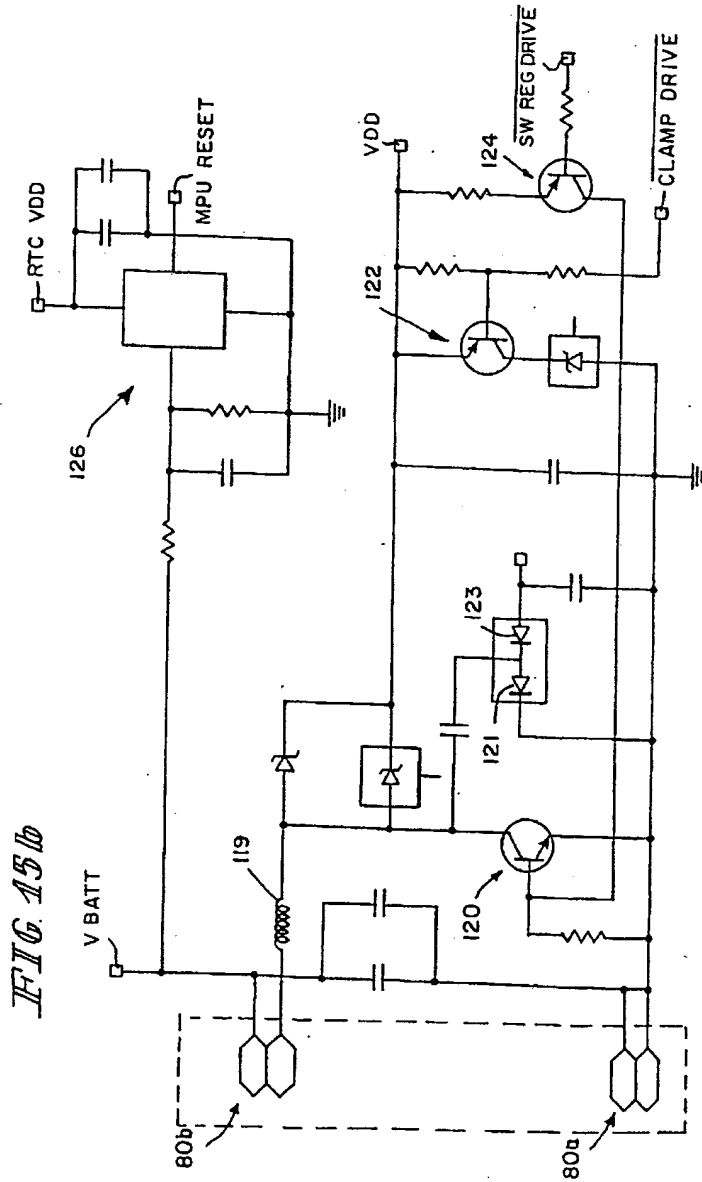 FIG. 15b
RTC VDD
MPU RESET
126
V BATT
VDD
SW REG DRIVE
124
CLAMP DRIVE
122
119
123
121
120
80b
80a